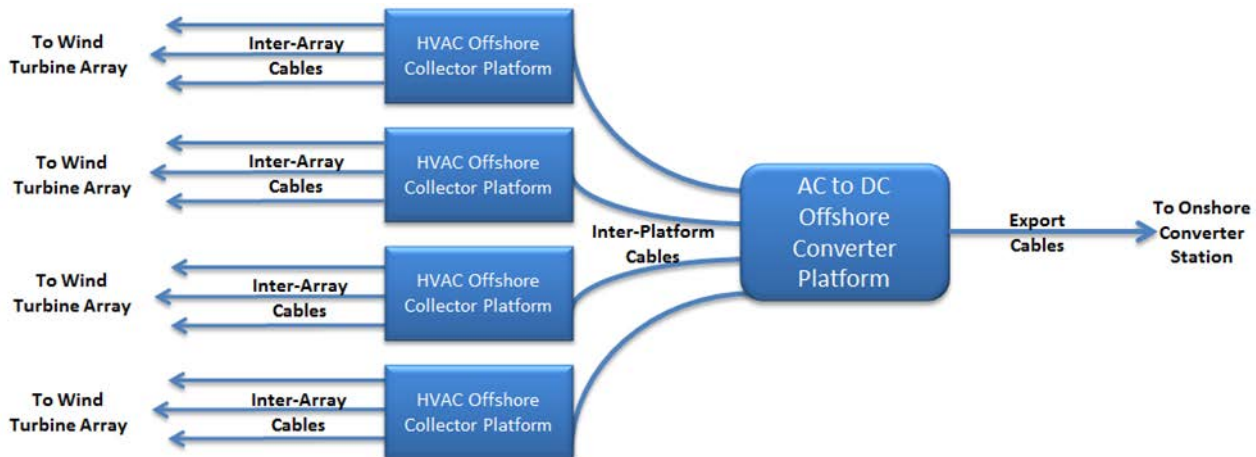 To Wind
Turbine Array
Inter-Array
Cables
HVAC Offshore
Collector Platform
To Wind
Turbine Array
Inter-Array
Cables
HVAC Offshore
Collector Platform
To Wind
Turbine Array
Inter-Array
Cables
HVAC Offshore
Collector Platform
To Wind
Turbine Array
Inter-Array
Cables
HVAC Offshore
Collector Platform
Inter-Platform
Cables
AC to DC
Offshore
Converter
Platform
Export
Cables
To Onshore
Converter
Station